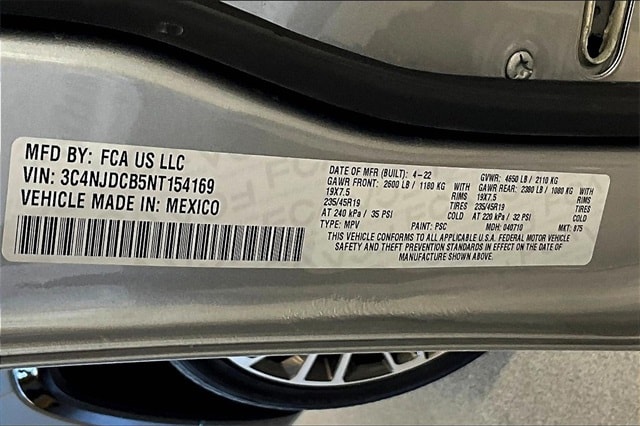 MFD BY: FCA US LLC
VIN: 3C4NJDCB5NT154169
VEHICLE MADE IN: MEXICO
DATE OF MFR (BUILT): 4-22 GVWR: 4650 LB / 2110 KG
GAWR FRONT: 2600 LB / 1180 KG WITH GAWR REAR: 2380 LB / 1080 KG WITH
19X7.5 RIMS 19X7.5 RIMS
235/45R19 TIRES 235/45R19 TIRES
AT 240 kPa / 35 PSI COLD AT 220 kPa / 32 PSI COLD
TYPE: MPV PAINT: PSC MDH: 040710 MKT: 875
THIS VEHICLE CONFORMS TO ALL APPLICABLE U.S.A. FEDERAL MOTOR VEHICLE
SAFETY AND THEFT PREVENTION STANDARDS IN EFFECT ON THE DATE OF
MANUFACTURE SHOWN ABOVE.